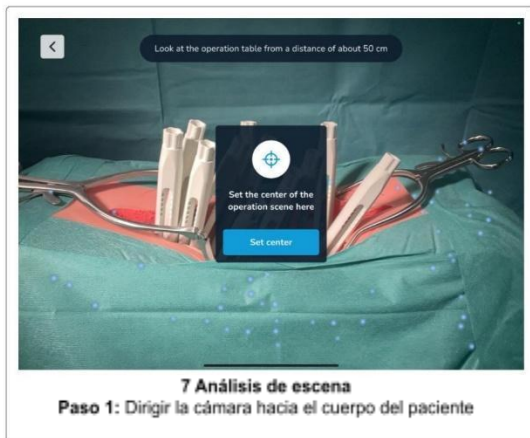 Look at the operation table from a distance of about 50 cm
Set the center of the
operation scene here
Set center
7 Análisis de escena
Paso 1: Dirigir la cámara hacia el cuerpo del paciente